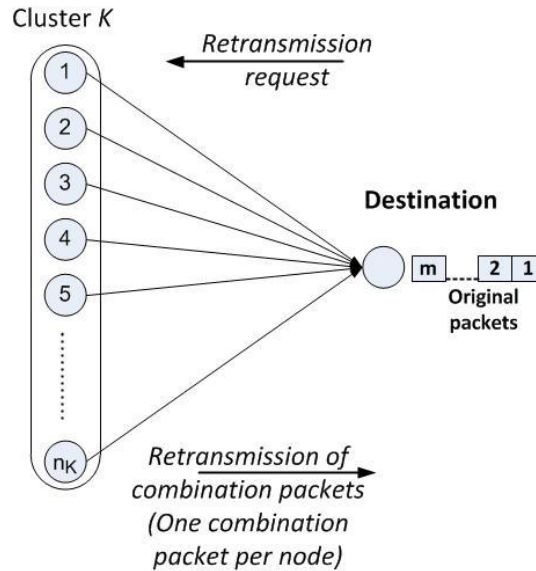 Cluster K
Retransmission
request
1
2
3
4
5
n_K
Destination
m 2 1
Original
packets
Retransmission of
combination packets
(One combination
packet per node)